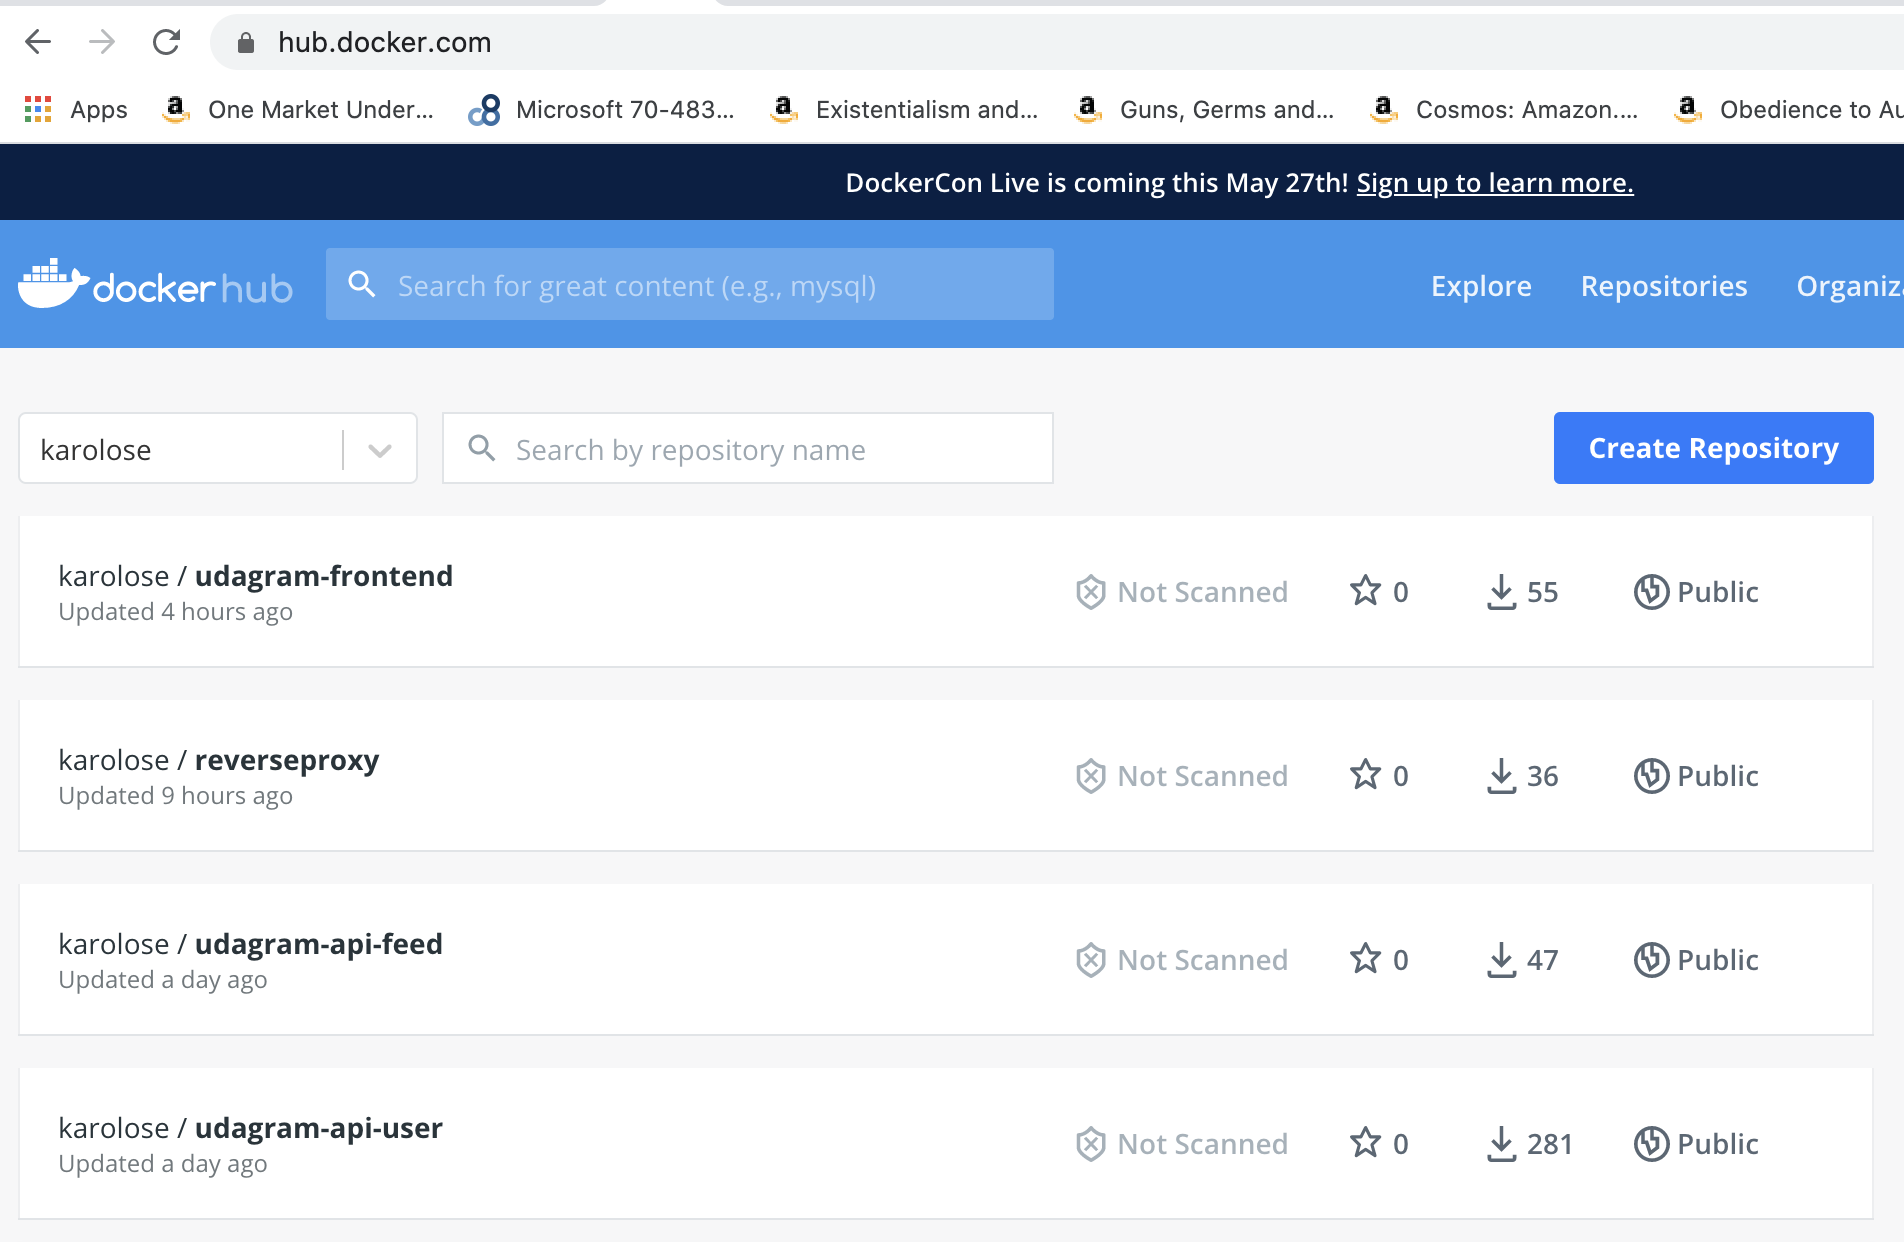 hub.docker.com
Apps One Market Under... Microsoft 70-483... Existentialism and... Guns, Germs and... Cosmos: Amazon.... Obedience to Au
DockerCon Live is coming this May 27th! Sign up to learn more.
dockerhub Search for great content (e.g., mysql) Explore Repositories Organiza
karolose Search by repository name Create Repository
karolose / udagram-frontend
Updated 4 hours ago
Not Scanned 0 55 Public
karolose / reverseproxy
Updated 9 hours ago
Not Scanned 0 36 Public
karolose / udagram-api-feed
Updated a day ago
Not Scanned 0 47 Public
karolose / udagram-api-user
Updated a day ago
Not Scanned 0 281 Public